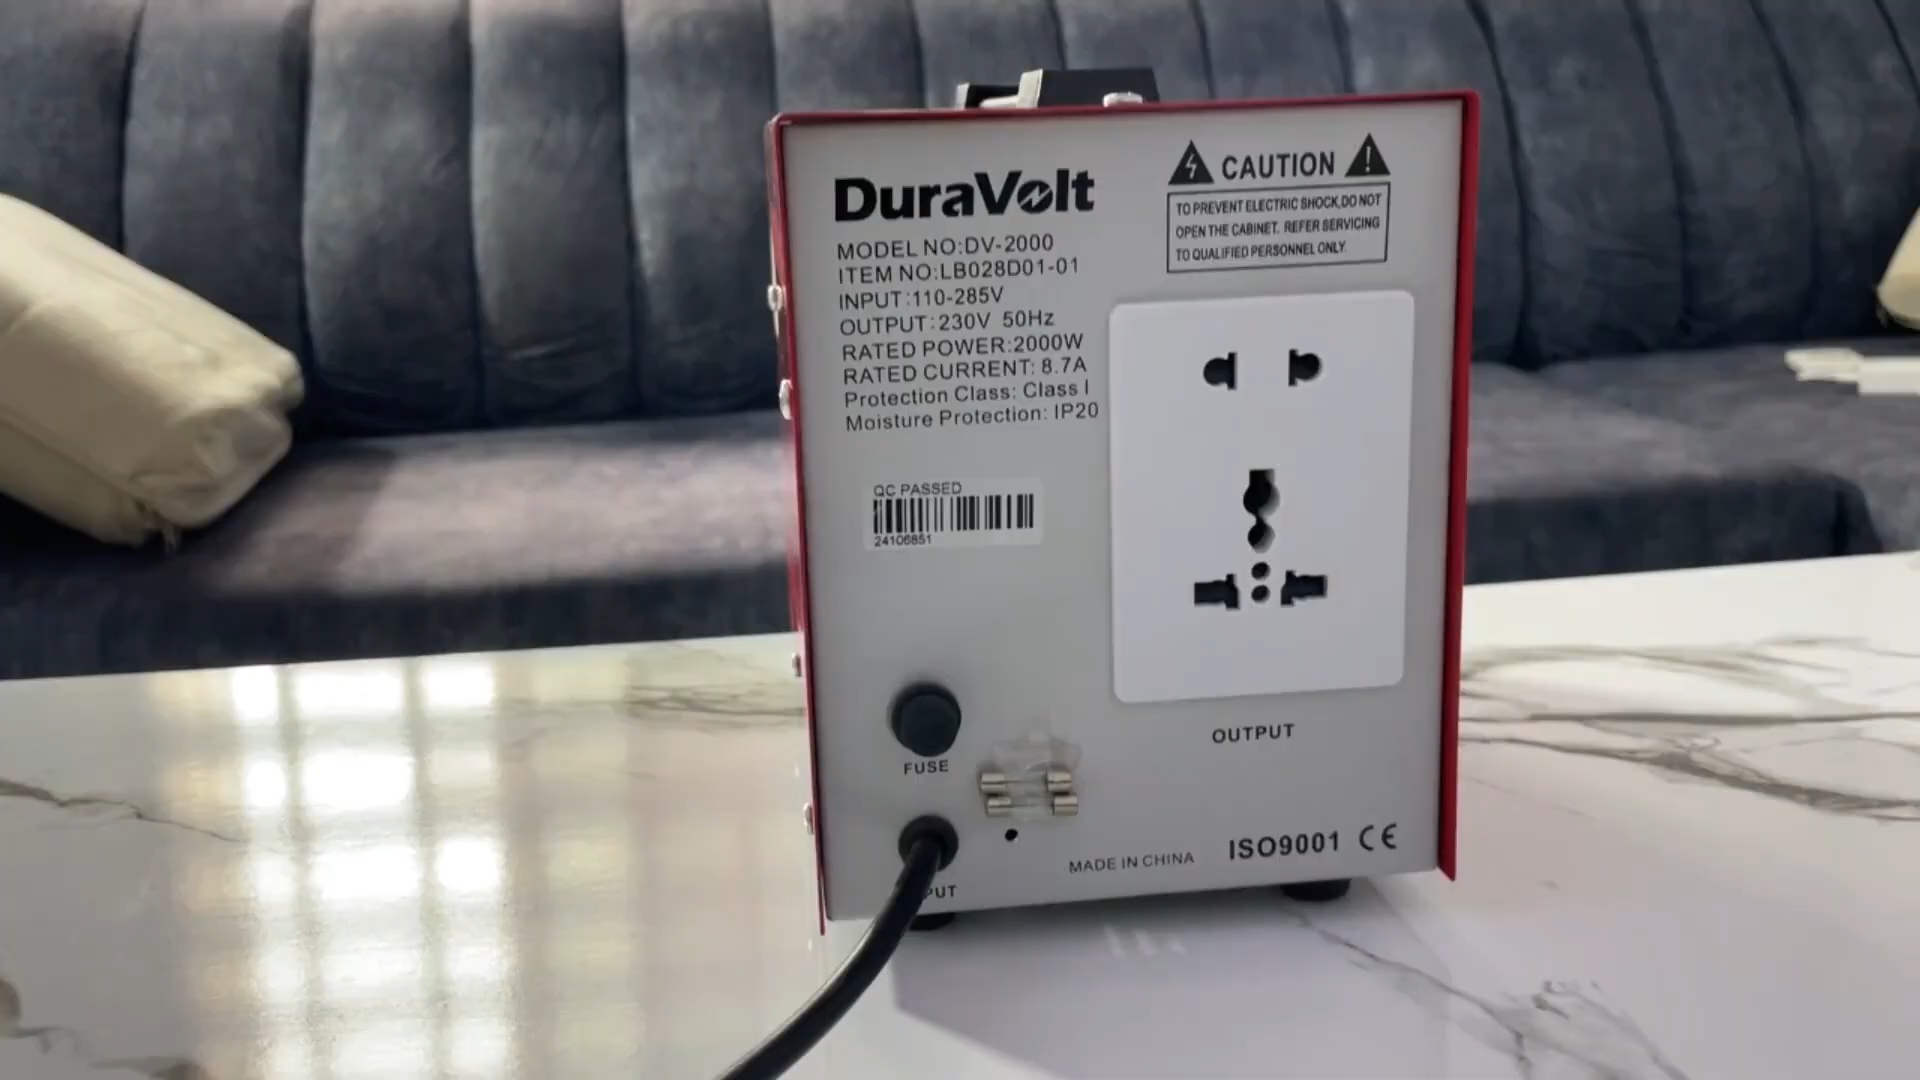 DuraVolt
MODEL NO:DV-2000
ITEM NO:LB028D01-01
INPUT:110-285V
OUTPUT:230V 50Hz
RATED POWER:2000W
RATED CURRENT: 8.7A
Protection Class: Class I
Moisture Protection: IP20
CAUTION
TO PREVENT ELECTRIC SHOCK,DO NOT
OPEN THE CABINET. REFER SERVICING
TO QUALIFIED PERSONNEL ONLY.
QC PASSED
24106851
FUSE
OUTPUT
PUT
MADE IN CHINA
ISO9001 CE